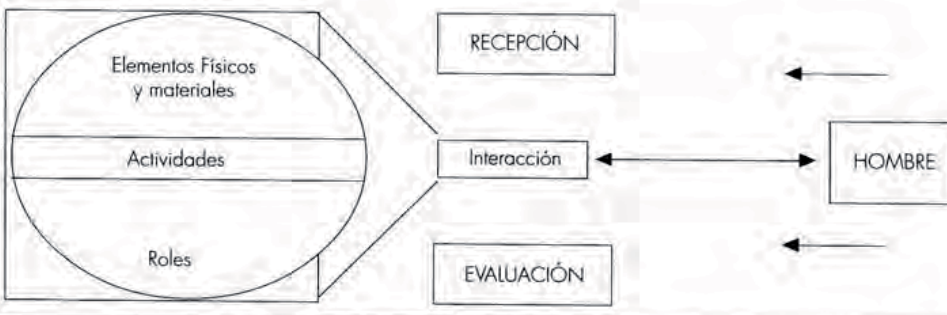 Elementos Físicos
y materiales
Actividades
Roles
RECEPCIÓN
Interacción
EVALUACIÓN
HOMBRE